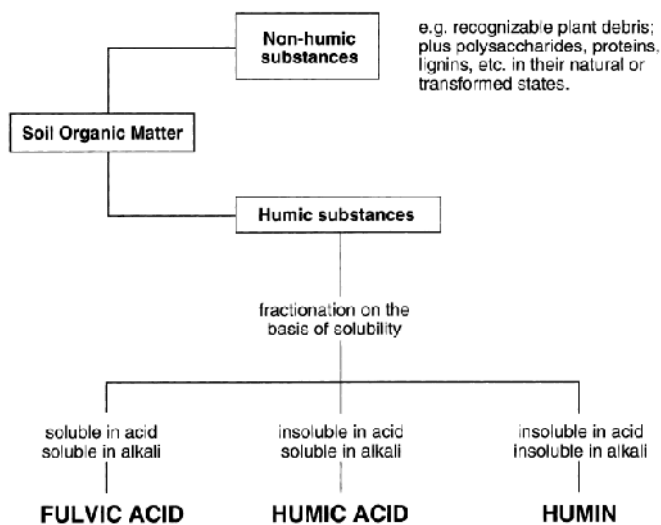 Non-humic
substances
e.g. recognizable plant debris;
plus polysaccharides, proteins,
lignins, etc. in their natural or
transformed states.
Soil Organic Matter
Humic substances
fractionation on the
basis of solubility
soluble in acid
soluble in alkali
insoluble in acid
soluble in alkali
insoluble in acid
insoluble in alkali
FULVIC ACID
HUMIC ACID
HUMIN